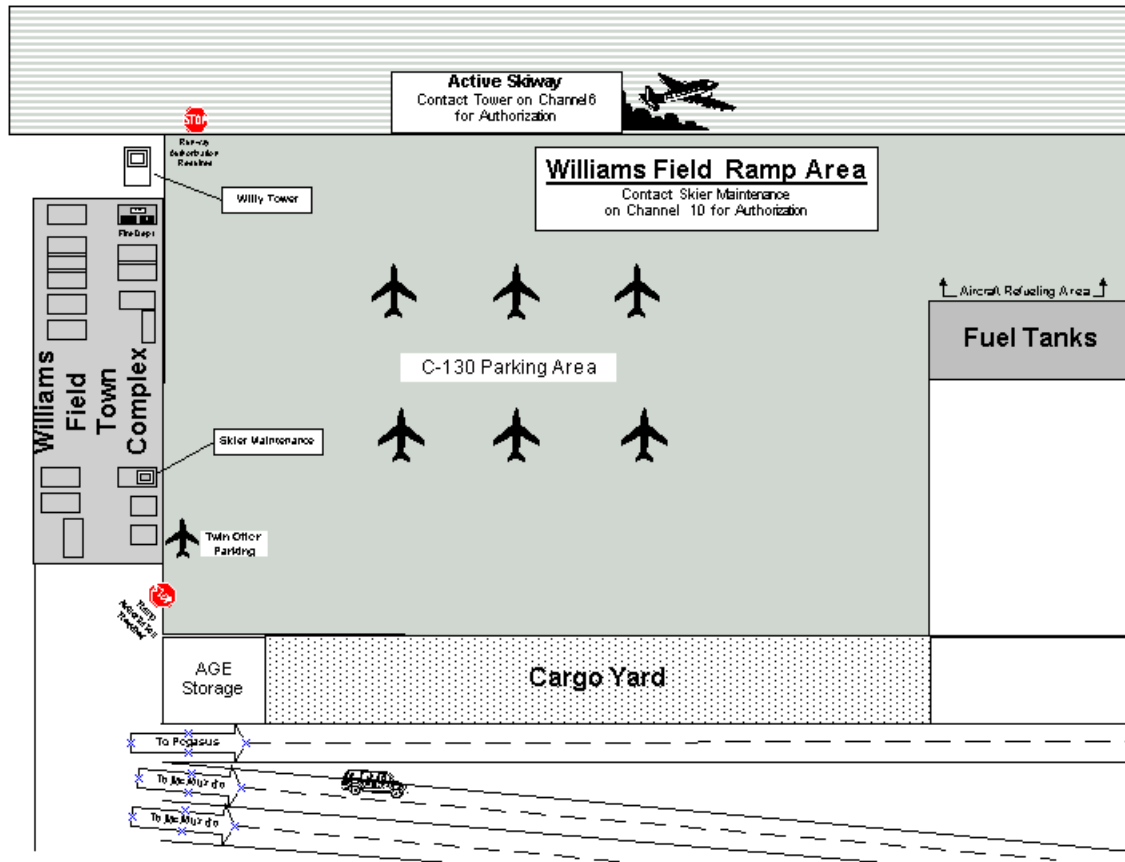 Active Skiway
Contact Tower on Channel 6
for Authorization
STOP
Williams Field Ramp Area
Contact Skier Maintenance
on Channel 10 for Authorization
Willy Tower
Fire Dept
Aircraft Refueling Area
Fuel Tanks
C-130 Parking Area
Williams
Field
Town
Complex
Skier Maintenance
Twin Otter
Parking
STOP
Ramp
Required
AGE
Storage
Cargo Yard
To Pegasus
To McMurdo
To McMurdo